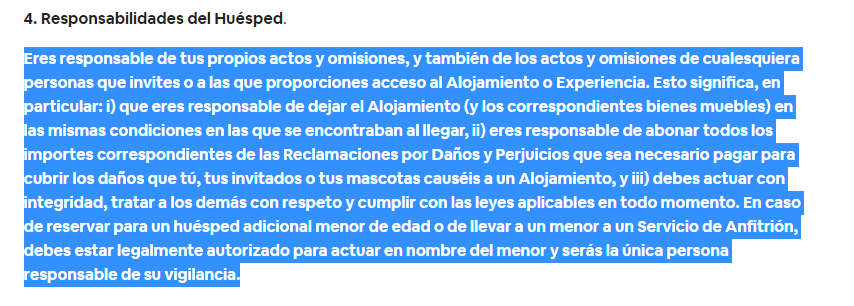 4. Responsabilidades del Huésped.
Eres responsable de tus propios actos y omisiones, y también de los actos y omisiones de cualesquiera
personas que invites o a las que proporciones acceso al Alojamiento o Experiencia. Esto significa, en
particular: i) que eres responsable de dejar el Alojamiento (y los correspondientes bienes muebles) en
las mismas condiciones en las que se encontraban al llegar, ii) eres responsable de abonar todos los
importes correspondientes de las Reclamaciones por Daños y Perjuicios que sea necesario pagar para
cubrir los daños que tú, tus invitados o tus mascotas causéis a un Alojamiento, y iii) debes actuar con
integridad, tratar a los demás con respeto y cumplir con las leyes aplicables en todo momento. En caso
de reservar para un huésped adicional menor de edad o de llevar a un menor a un Servicio de Anfitrión,
debes estar legalmente autorizado para actuar en nombre del menor y serás la única persona
responsable de su vigilancia.